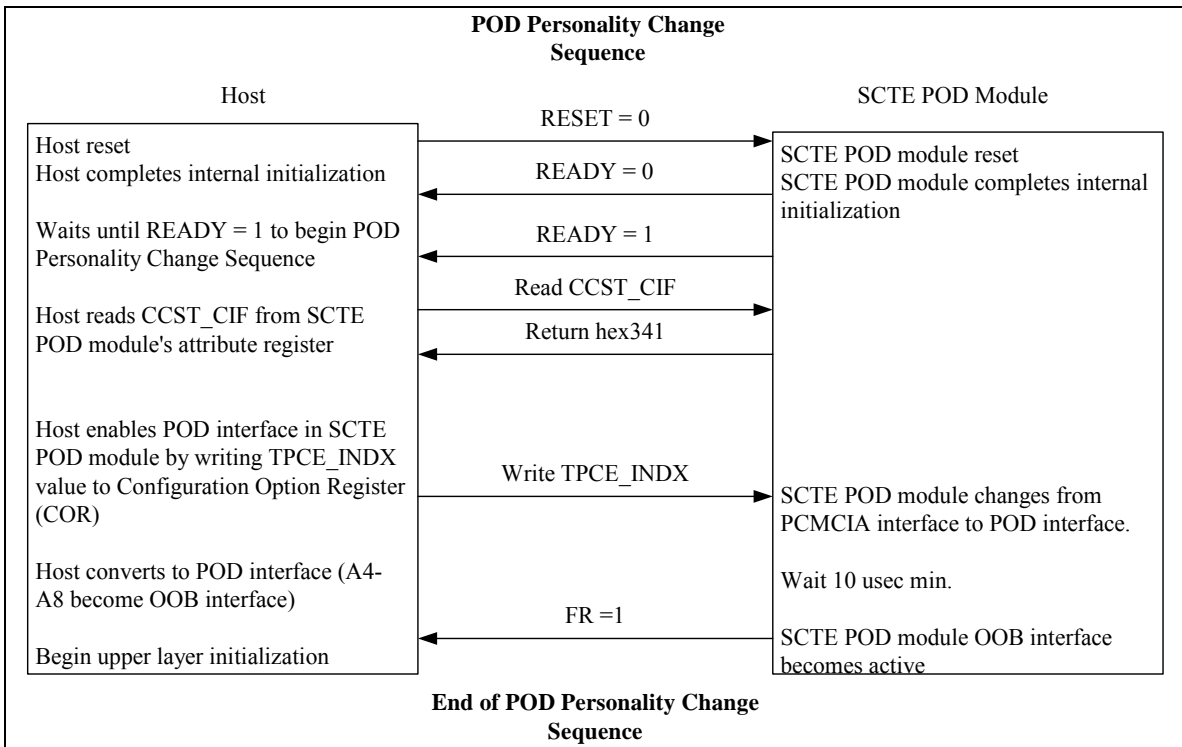 POD Personality Change
Sequence
Host
SCTE POD Module
RESET = 0
Host reset
Host completes internal initialization
SCTE POD module reset
SCTE POD module completes internal
initialization
READY = 0
Waits until READY = 1 to begin POD
Personality Change Sequence
READY = 1
Read CCST_CIF
Host reads CCST_CIF from SCTE
POD module's attribute register
Return hex341
Host enables POD interface in SCTE
POD module by writing TPCE_INDX
value to Configuration Option Register
(COR)
Write TPCE_INDX
SCTE POD module changes from
PCMCIA interface to POD interface.
Host converts to POD interface (A4-
A8 become OOB interface)
Wait 10 usec min.
FR =1
Begin upper layer initialization
SCTE POD module OOB interface
becomes active
End of POD Personality Change
Sequence